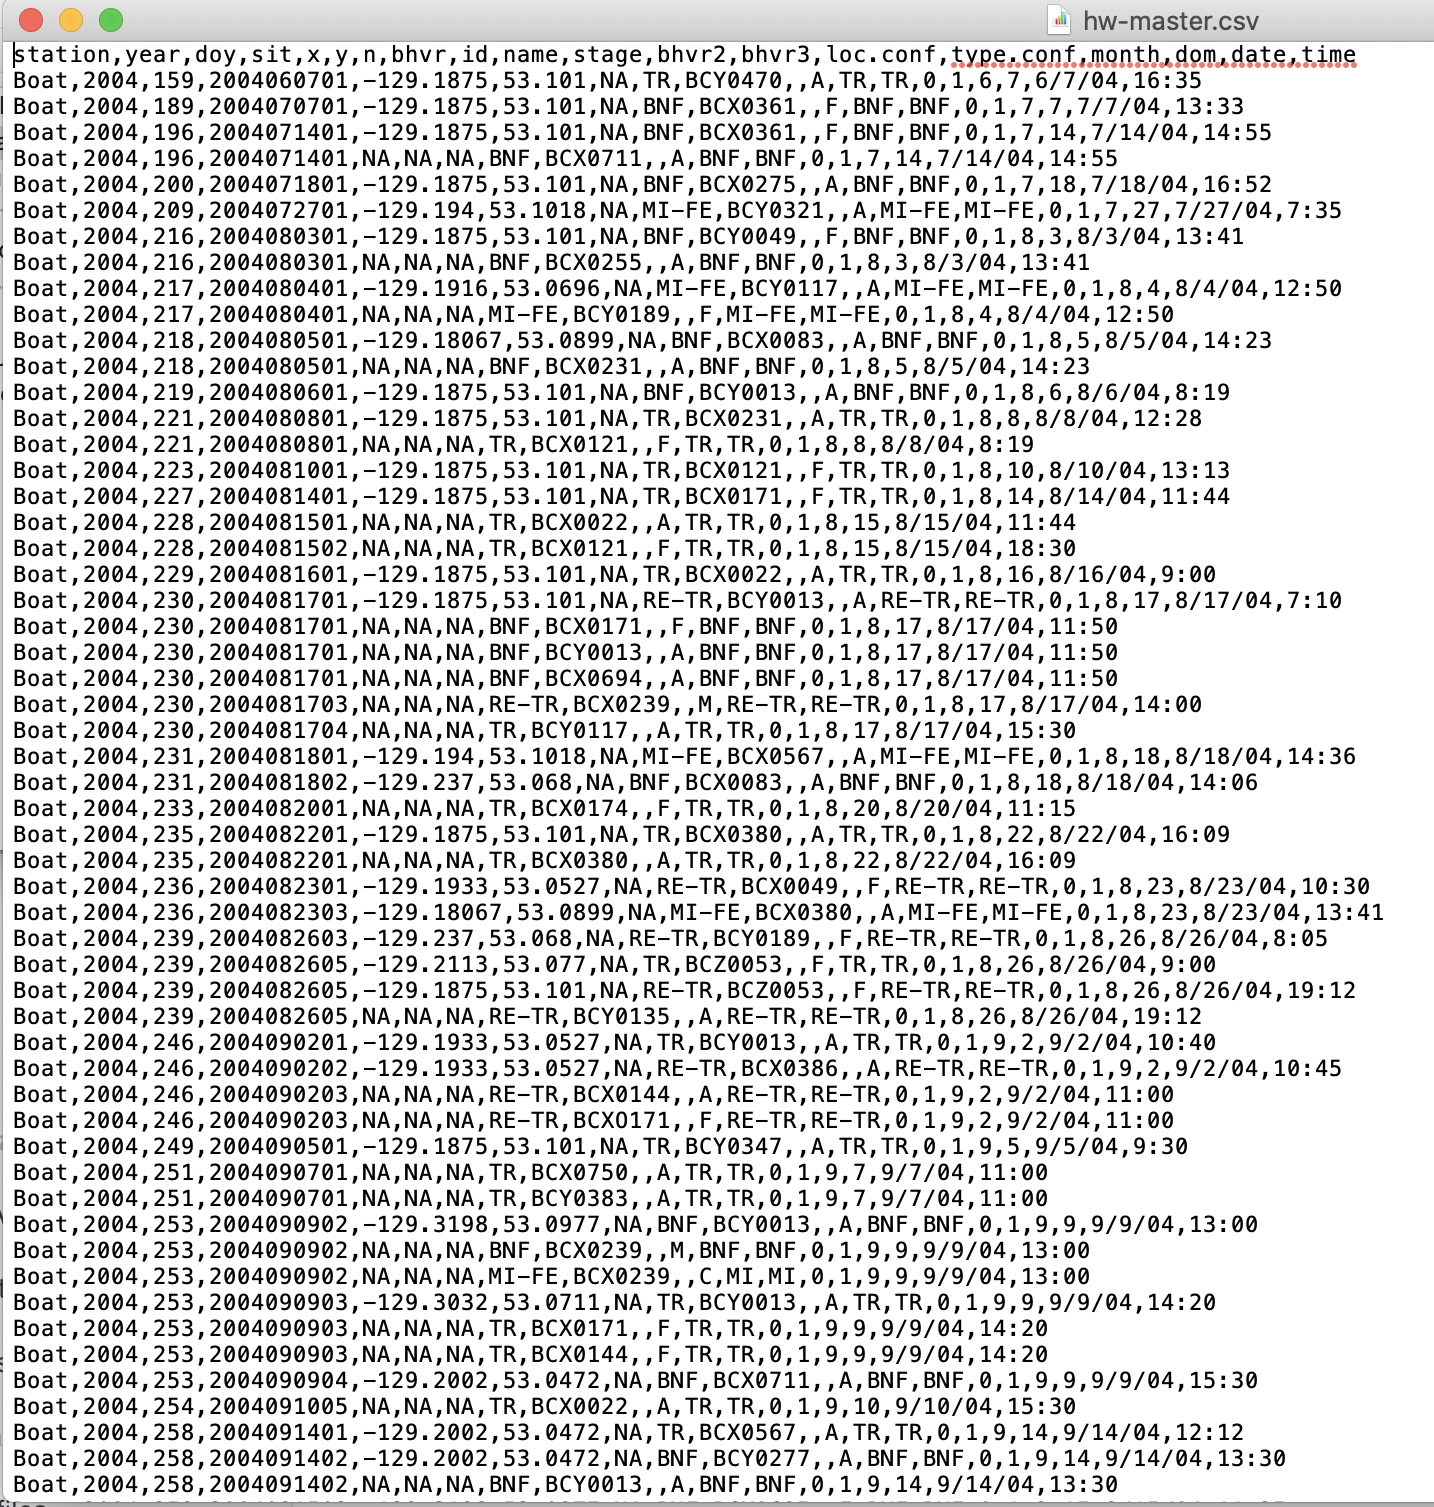 hw-master.csv
station,year,doy,sit,x,y,n,bhvr,id,name,stage,bhvr2,bhvr3,loc.conf,type.conf,month,dom,date,time
Boat,2004,159,2004060701,-129.1875,53.101,NA,TR,BCY0470,,A,TR,TR,0,1,6,7,6/7/04,16:35
Boat,2004,189,2004070701,-129.1875,53.101,NA,BNF,BCX0361,,F,BNF,BNF,0,1,7,7,7/7/04,13:33
Boat,2004,196,2004071401,-129.1875,53.101,NA,BNF,BCX0361,,F,BNF,BNF,0,1,7,14,7/14/04,14:55
Boat,2004,196,2004071401,NA,NA,NA,BNF,BCX0711,,A,BNF,BNF,0,1,7,14,7/14/04,14:55
Boat,2004,200,2004071801,-129.1875,53.101,NA,BNF,BCX0275,,A,BNF,BNF,0,1,7,18,7/18/04,16:52
Boat,2004,209,2004072701,-129.194,53.1018,NA,MI-FE,BCY0321,,A,MI-FE,MI-FE,0,1,7,27,7/27/04,7:35
Boat,2004,216,2004080301,-129.1875,53.101,NA,BNF,BCY0049,,F,BNF,BNF,0,1,8,3,8/3/04,13:41
Boat,2004,216,2004080301,NA,NA,NA,BNF,BCX0255,,A,BNF,BNF,0,1,8,3,8/3/04,13:41
Boat,2004,217,2004080401,-129.1916,53.0696,NA,MI-FE,BCY0117,,A,MI-FE,MI-FE,0,1,8,4,8/4/04,12:50
Boat,2004,217,2004080401,NA,NA,NA,MI-FE,BCY0189,,F,MI-FE,MI-FE,0,1,8,4,8/4/04,12:50
Boat,2004,218,2004080501,-129.18067,53.0899,NA,BNF,BCX0083,,A,BNF,BNF,0,1,8,5,8/5/04,14:23
Boat,2004,218,2004080501,NA,NA,NA,BNF,BCX0231,,A,BNF,BNF,0,1,8,5,8/5/04,14:23
Boat,2004,219,2004080601,-129.1875,53.101,NA,BNF,BCY0013,,A,BNF,BNF,0,1,8,6,8/6/04,8:19
Boat,2004,221,2004080801,-129.1875,53.101,NA,TR,BCX0231,,A,TR,TR,0,1,8,8,8/8/04,12:28
Boat,2004,221,2004080801,NA,NA,NA,TR,BCX0121,,F,TR,TR,0,1,8,8,8/8/04,8:19
Boat,2004,223,2004081001,-129.1875,53.101,NA,TR,BCX0121,,F,TR,TR,0,1,8,10,8/10/04,13:13
Boat,2004,227,2004081401,-129.1875,53.101,NA,TR,BCX0171,,F,TR,TR,0,1,8,14,8/14/04,11:44
Boat,2004,228,2004081501,NA,NA,NA,TR,BCX0022,,A,TR,TR,0,1,8,15,8/15/04,11:44
Boat,2004,228,2004081502,NA,NA,NA,TR,BCX0121,,F,TR,TR,0,1,8,15,8/15/04,18:30
Boat,2004,229,2004081601,-129.1875,53.101,NA,TR,BCX0022,,A,TR,TR,0,1,8,16,8/16/04,9:00
Boat,2004,230,2004081701,-129.1875,53.101,NA,RE-TR,BCY0013,,A,RE-TR,RE-TR,0,1,8,17,8/17/04,7:10
Boat,2004,230,2004081701,NA,NA,NA,BNF,BCX0171,,F,BNF,BNF,0,1,8,17,8/17/04,11:50
Boat,2004,230,2004081701,NA,NA,NA,BNF,BCY0013,,A,BNF,BNF,0,1,8,17,8/17/04,11:50
Boat,2004,230,2004081701,NA,NA,NA,BNF,BCX0694,,A,BNF,BNF,0,1,8,17,8/17/04,11:50
Boat,2004,230,2004081703,NA,NA,NA,RE-TR,BCX0239,,M,RE-TR,RE-TR,0,1,8,17,8/17/04,14:00
Boat,2004,230,2004081704,NA,NA,NA,TR,BCY0117,,A,TR,TR,0,1,8,17,8/17/04,15:30
Boat,2004,231,2004081801,-129.194,53.1018,NA,MI-FE,BCX0567,,A,MI-FE,MI-FE,0,1,8,18,8/18/04,14:36
Boat,2004,231,2004081802,-129.237,53.068,NA,BNF,BCX0083,,A,BNF,BNF,0,1,8,18,8/18/04,14:06
Boat,2004,233,2004082001,NA,NA,NA,TR,BCX0174,,F,TR,TR,0,1,8,20,8/20/04,11:15
Boat,2004,235,2004082201,-129.1875,53.101,NA,TR,BCX0380,,A,TR,TR,0,1,8,22,8/22/04,16:09
Boat,2004,235,2004082201,NA,NA,NA,TR,BCX0380,,A,TR,TR,0,1,8,22,8/22/04,16:09
Boat,2004,236,2004082301,-129.1933,53.0527,NA,RE-TR,BCX0049,,F,RE-TR,RE-TR,0,1,8,23,8/23/04,10:30
Boat,2004,236,2004082303,-129.18067,53.0899,NA,MI-FE,BCX0380,,A,MI-FE,MI-FE,0,1,8,23,8/23/04,13:41
Boat,2004,239,2004082603,-129.237,53.068,NA,RE-TR,BCY0189,,F,RE-TR,RE-TR,0,1,8,26,8/26/04,8:05
Boat,2004,239,2004082605,-129.2113,53.077,NA,TR,BCZ0053,,F,TR,TR,0,1,8,26,8/26/04,9:00
Boat,2004,239,2004082605,-129.1875,53.101,NA,RE-TR,BCZ0053,,F,RE-TR,RE-TR,0,1,8,26,8/26/04,19:12
Boat,2004,239,2004082605,NA,NA,NA,RE-TR,BCY0135,,A,RE-TR,RE-TR,0,1,8,26,8/26/04,19:12
Boat,2004,246,2004090201,-129.1933,53.0527,NA,TR,BCY0013,,A,TR,TR,0,1,9,2,9/2/04,10:40
Boat,2004,246,2004090202,-129.1933,53.0527,NA,RE-TR,BCX0386,,A,RE-TR,RE-TR,0,1,9,2,9/2/04,10:45
Boat,2004,246,2004090203,NA,NA,NA,RE-TR,BCX0144,,A,RE-TR,RE-TR,0,1,9,2,9/2/04,11:00
Boat,2004,246,2004090203,NA,NA,NA,RE-TR,BCXO171,,F,RE-TR,RE-TR,0,1,9,2,9/2/04,11:00
Boat,2004,249,2004090501,-129.1875,53.101,NA,TR,BCY0347,,A,TR,TR,0,1,9,5,9/5/04,9:30
Boat,2004,251,2004090701,NA,NA,NA,TR,BCX0750,,A,TR,TR,0,1,9,7,9/7/04,11:00
Boat,2004,251,2004090701,NA,NA,NA,TR,BCY0383,,A,TR,TR,0,1,9,7,9/7/04,11:00
Boat,2004,253,2004090902,-129.3198,53.0977,NA,BNF,BCY0013,,A,BNF,BNF,0,1,9,9,9/9/04,13:00
Boat,2004,253,2004090902,NA,NA,NA,BNF,BCX0239,,M,BNF,BNF,0,1,9,9,9/9/04,13:00
Boat,2004,253,2004090902,NA,NA,NA,MI-FE,BCX0239,,C,MI,MI,0,1,9,9,9/9/04,13:00
Boat,2004,253,2004090903,-129.3032,53.0711,NA,TR,BCY0013,,A,TR,TR,0,1,9,9,9/9/04,14:20
Boat,2004,253,2004090903,NA,NA,NA,TR,BCX0171,,F,TR,TR,0,1,9,9,9/9/04,14:20
Boat,2004,253,2004090903,NA,NA,NA,TR,BCX0144,,F,TR,TR,0,1,9,9,9/9/04,14:20
Boat,2004,253,2004090904,-129.2002,53.0472,NA,BNF,BCX0711,,A,BNF,BNF,0,1,9,9,9/9/04,15:30
Boat,2004,254,2004091005,NA,NA,NA,TR,BCX0022,,A,TR,TR,0,1,9,10,9/10/04,15:30
Boat,2004,258,2004091401,-129.2002,53.0472,NA,TR,BCX0567,,A,TR,TR,0,1,9,14,9/14/04,12:12
Boat,2004,258,2004091402,-129.2002,53.0472,NA,BNF,BCY0277,,A,BNF,BNF,0,1,9,14,9/14/04,13:30
Boat,2004,258,2004091402,NA,NA,NA,BNF,BCY0013,,A,BNF,BNF,0,1,9,14,9/14/04,13:30